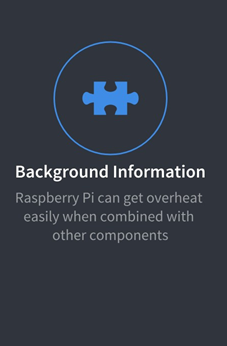 Background Information
Raspberry Pi can get overheat
easily when combined with
other components